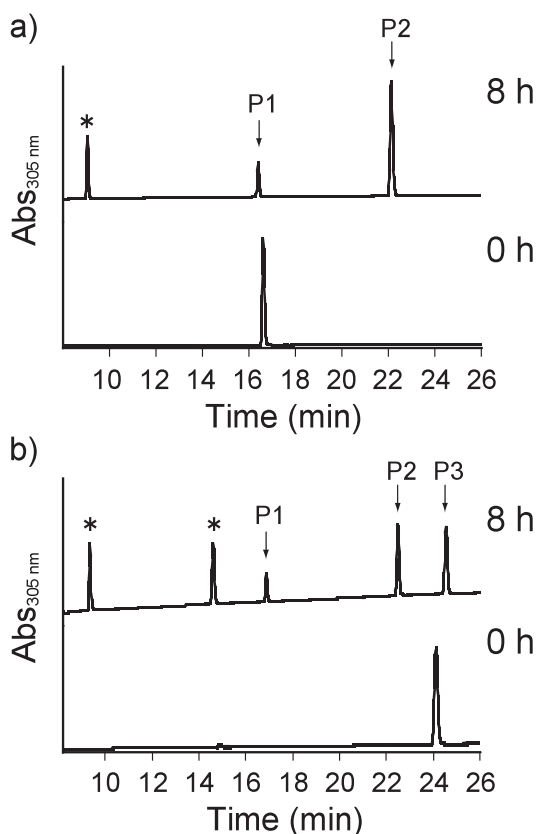 a)
P2
8 h
P1
*
Abs305 nm
0 h
10 12 14 16 18 20 22 24 26
Time (min)
b)
P2 P3
8 h
* * P1
Abs305 nm
0 h
10 12 14 16 18 20 22 24 26
Time (min)